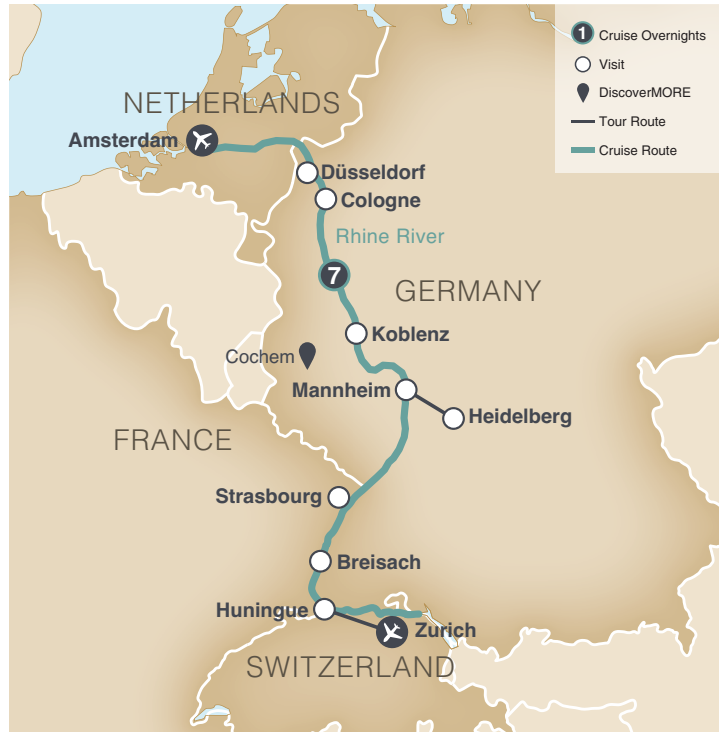 1 Cruise Overnights
Visit
DiscoverMORE
Tour Route
Cruise Route
NETHERLANDS
Amsterdam
Düsseldorf
Cologne
Rhine River
7
GERMANY
Koblenz
Cochem
Mannheim
Heidelberg
FRANCE
Strasbourg
Breisach
Huningue
Zurich
SWITZERLAND